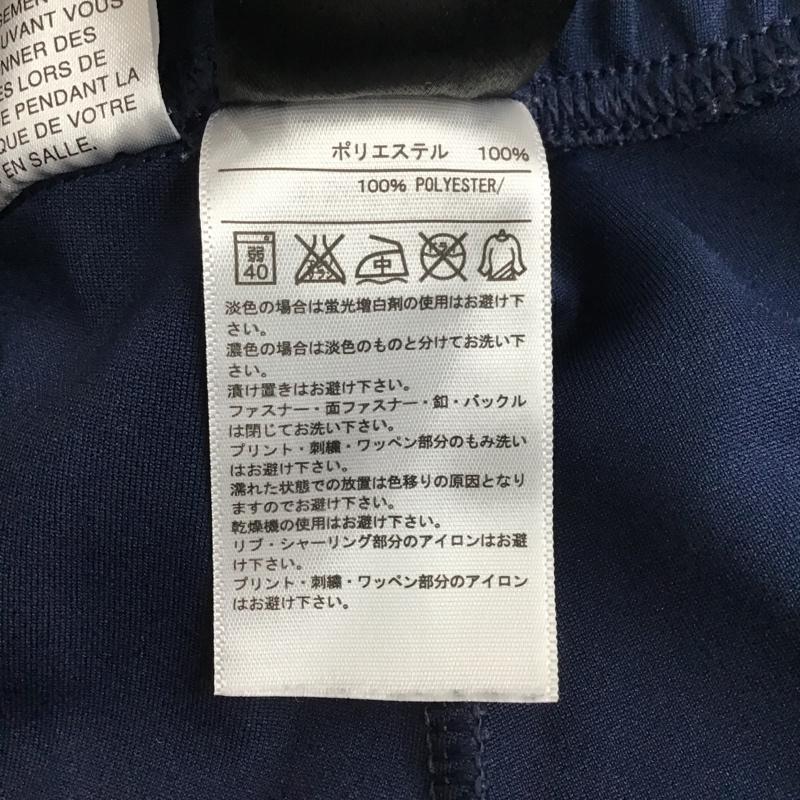 UVANT VOUS
NNER DES
S LORS DE
E PENDANT LA
QUE DE VOTRE
EN SALLE.
ポリエステル 100%
100% POLYESTER/
弱
40
中
淡色の場合は蛍光増白剤の使用はお避け下
さい。
濃色の場合は淡色のものと分けてお洗い下
さい。
漬け置きはお避け下さい。
ファスナー・面ファスナー・釦・バックル
は閉じてお洗い下さい。
プリント・刺繍・ワッペン部分のもみ洗い
はお避け下さい。
濡れた状態での放置は色移りの原因となり
ますのでお避け下さい。
乾燥機の使用はお避け下さい。
リブ・シャーリング部分のアイロンはお避
け下さい。
プリント・刺繍・ワッペン部分のアイロン
はお避け下さい。